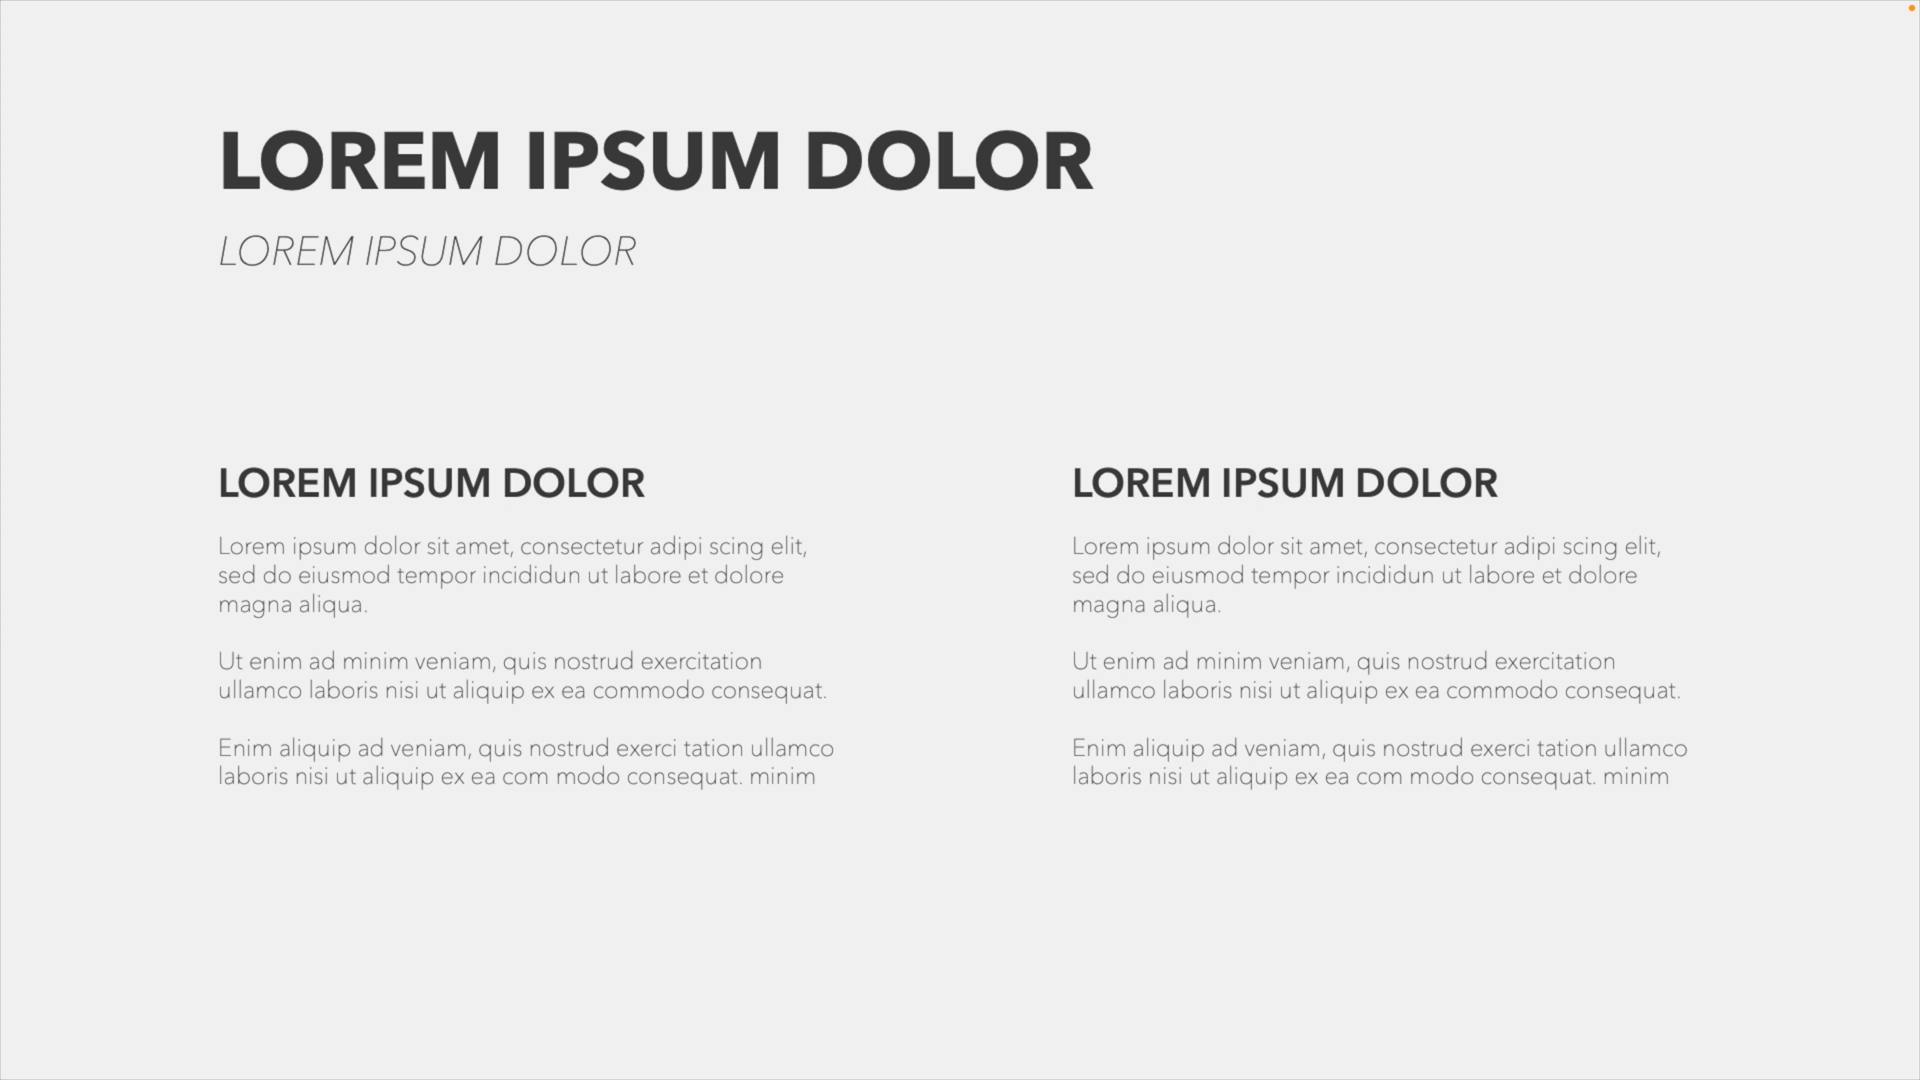 LOREM IPSUM DOLOR
LOREM IPSUM DOLOR
LOREM IPSUM DOLOR
Lorem ipsum dolor sit amet, consectetur adipi scing elit,
sed do eiusmod tempor incididun ut labore et dolore
magna aliqua.
Ut enim ad minim veniam, quis nostrud exercitation
ullamco laboris nisi ut aliquip ex ea commodo consequat.
Enim aliquip ad veniam, quis nostrud exerci tation ullamco
laboris nisi ut aliquip ex ea com modo consequat. minim
LOREM IPSUM DOLOR
Lorem ipsum dolor sit amet, consectetur adipi scing elit,
sed do eiusmod tempor incididun ut labore et dolore
magna aliqua.
Ut enim ad minim veniam, quis nostrud exercitation
ullamco laboris nisi ut aliquip ex ea commodo consequat.
Enim aliquip ad veniam, quis nostrud exerci tation ullamco
laboris nisi ut aliquip ex ea com modo consequat. minim